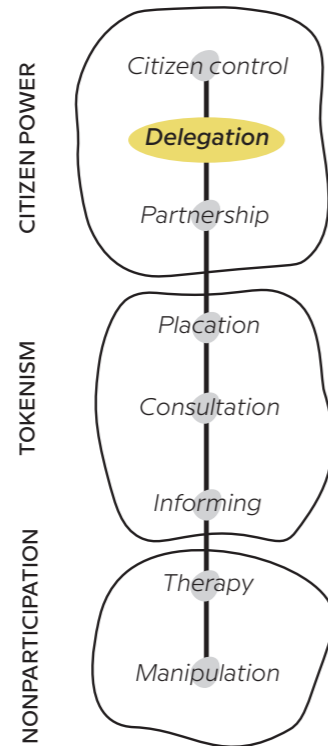 CITIZEN POWER
Citizen control
Delegation
Partnership
TOKENISM
Placation
Consultation
Informing
NONPARTICIPATION
Therapy
Manipulation